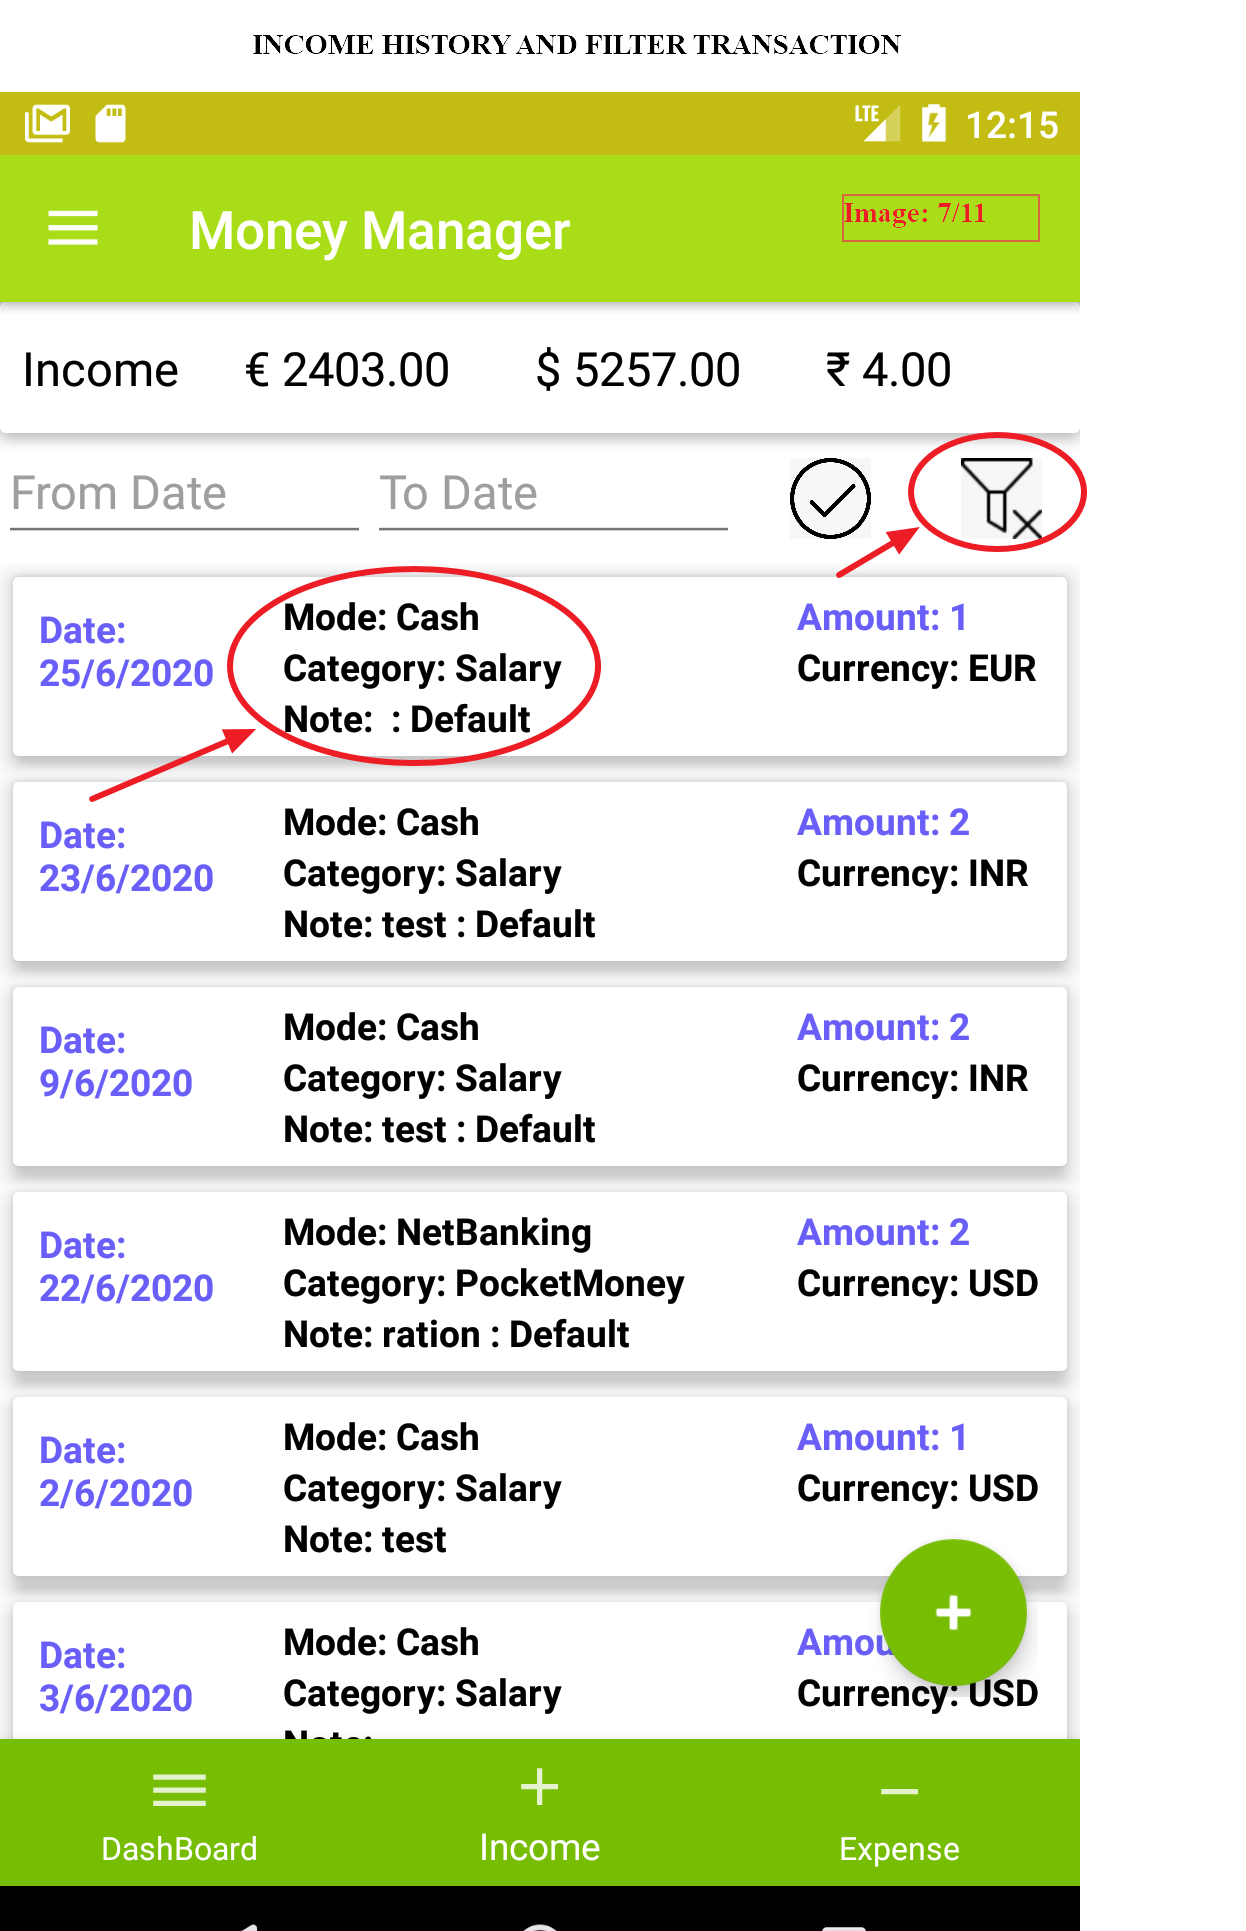 INCOME HISTORY AND FILTER TRANSACTION
LTE 12:15
Money Manager
Image: 7/11
Income € 2403.00 $ 5257.00 ₹ 4.00
From Date To Date
Date:
25/6/2020
Mode: Cash
Category: Salary
Note:  : Default
Amount: 1
Currency: EUR
Date:
23/6/2020
Mode: Cash
Category: Salary
Note: test : Default
Amount: 2
Currency: INR
Date:
9/6/2020
Mode: Cash
Category: Salary
Note: test : Default
Amount: 2
Currency: INR
Date:
22/6/2020
Mode: NetBanking
Category: PocketMoney
Note: ration : Default
Amount: 2
Currency: USD
Date:
2/6/2020
Mode: Cash
Category: Salary
Note: test
Amount: 1
Currency: USD
Date:
3/6/2020
Mode: Cash
Category: Salary
Note:
Amou
Currency: USD
DashBoard
Income
Expense